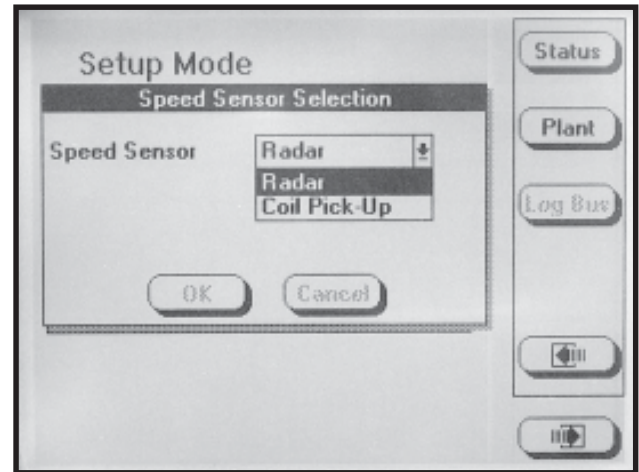 Setup Mode
Speed Sensor Selection
Speed Sensor
Radar
Radar
Coil Pick-Up
OK
Cancel
Status
Plant
Log Bus